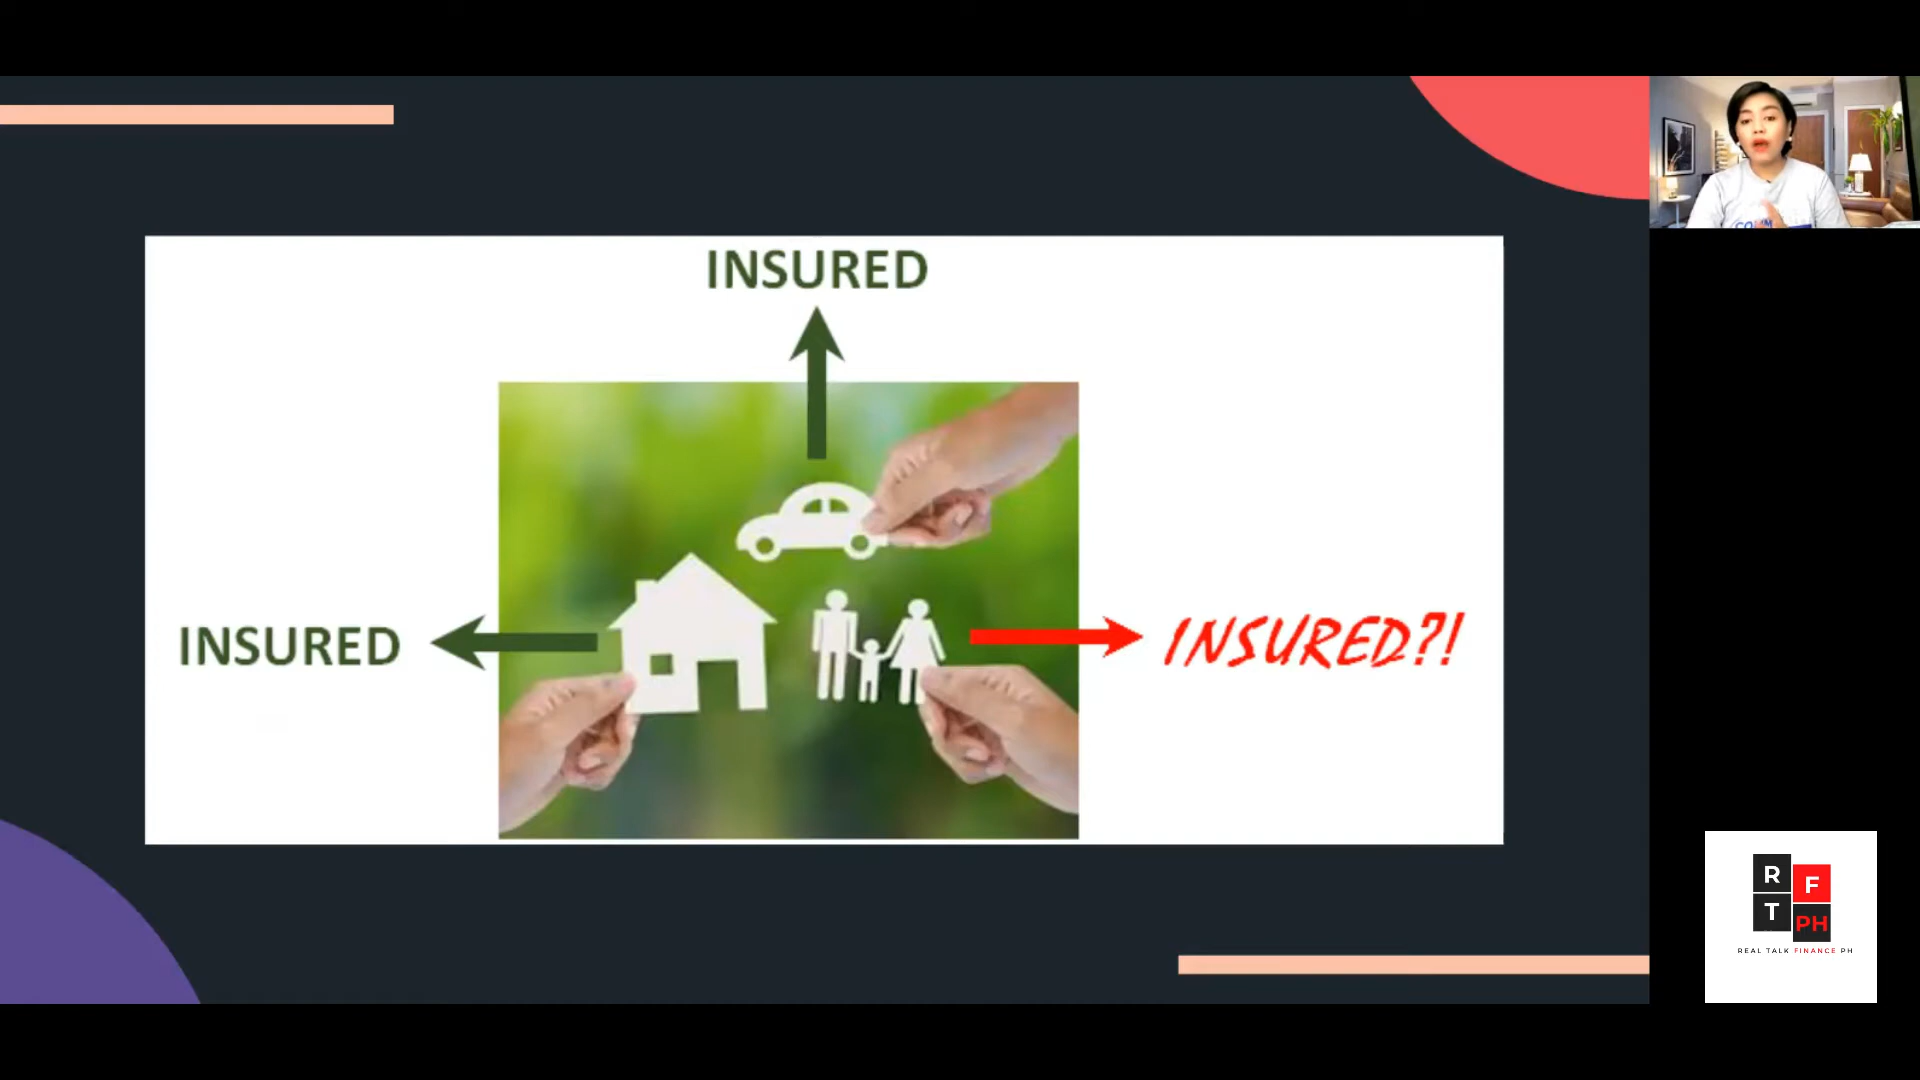 INSURED
INSURED
INSURED?!
R
F
T
PH
REAL TALK FINANCE PH